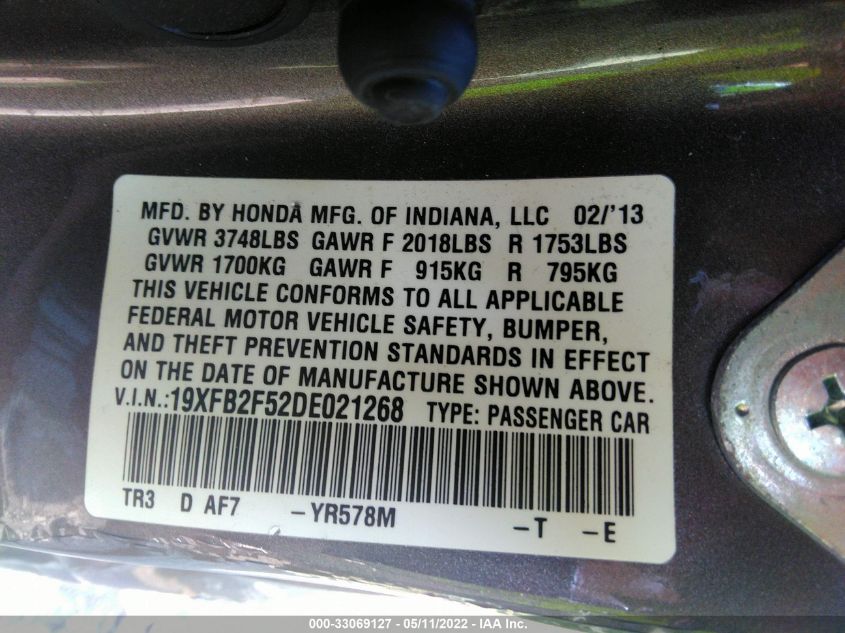 MFD. BY HONDA MFG. OF INDIANA, LLC 02/'13
GVWR 3748LBS GAWR F 2018LBS R 1753LBS
GVWR 1700KG GAWR F 915KG R 795KG
THIS VEHICLE CONFORMS TO ALL APPLICABLE
FEDERAL MOTOR VEHICLE SAFETY, BUMPER,
AND THEFT PREVENTION STANDARDS IN EFFECT
ON THE DATE OF MANUFACTURE SHOWN ABOVE.
V.I.N.:19XFB2F52DE021268 TYPE: PASSENGER CAR
TR3 D AF7 -YR578M -T -E
000-33069127 - 05/11/2022 - IAA Inc.